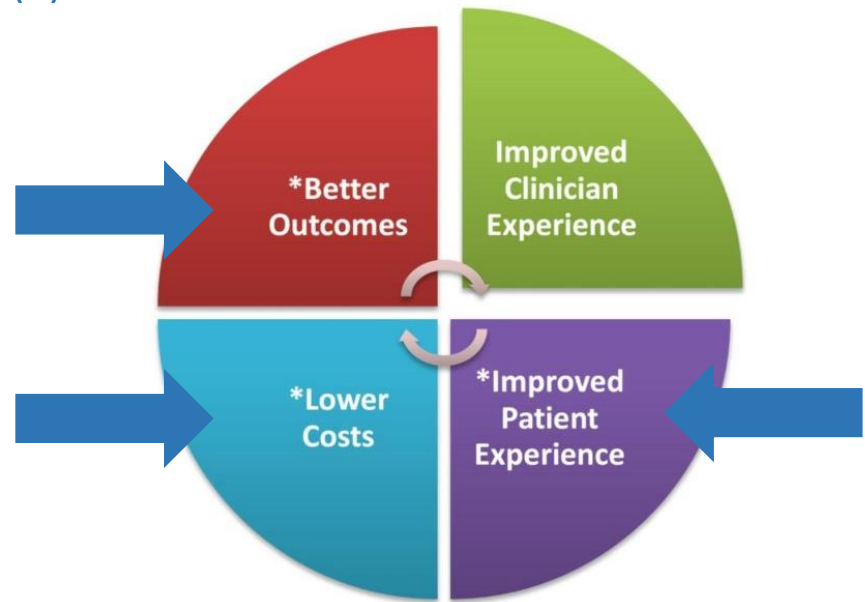 *Better
Outcomes
Improved
Clinician
Experience
*Lower
Costs
*Improved
Patient
Experience